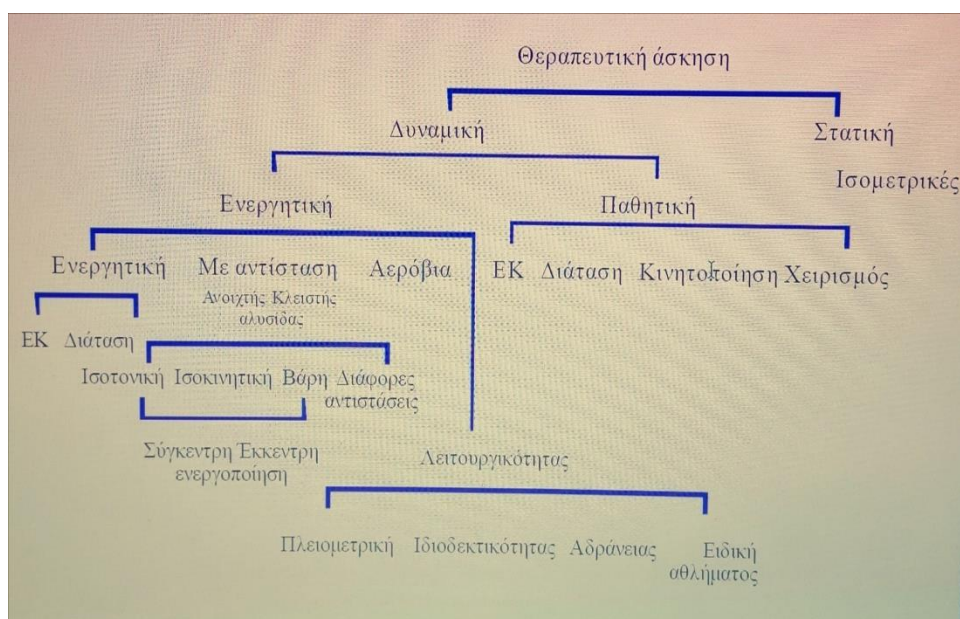 Θεραπευτική άσκηση
Δυναμική Στατική
Ισομετρικές
Ενεργητική Παθητική
Ενεργητική Με αντίσταση Αερόβια ΕΚ Διάταση Κινητοποίηση Χειρισμός
Ανοιχτής Κλειστής
αλυσίδας
ΕΚ Διάταση
Ισοτονική Ισοκινητική Βάρη Διάφορες
αντιστάσεις
Σύγκεντρη Έκκεντρη
ενεργοποίηση
Λειτουργικότητας
Πλειομετρική Ιδιοδεκτικότητας Αδράνειας Ειδική
αθλήματος